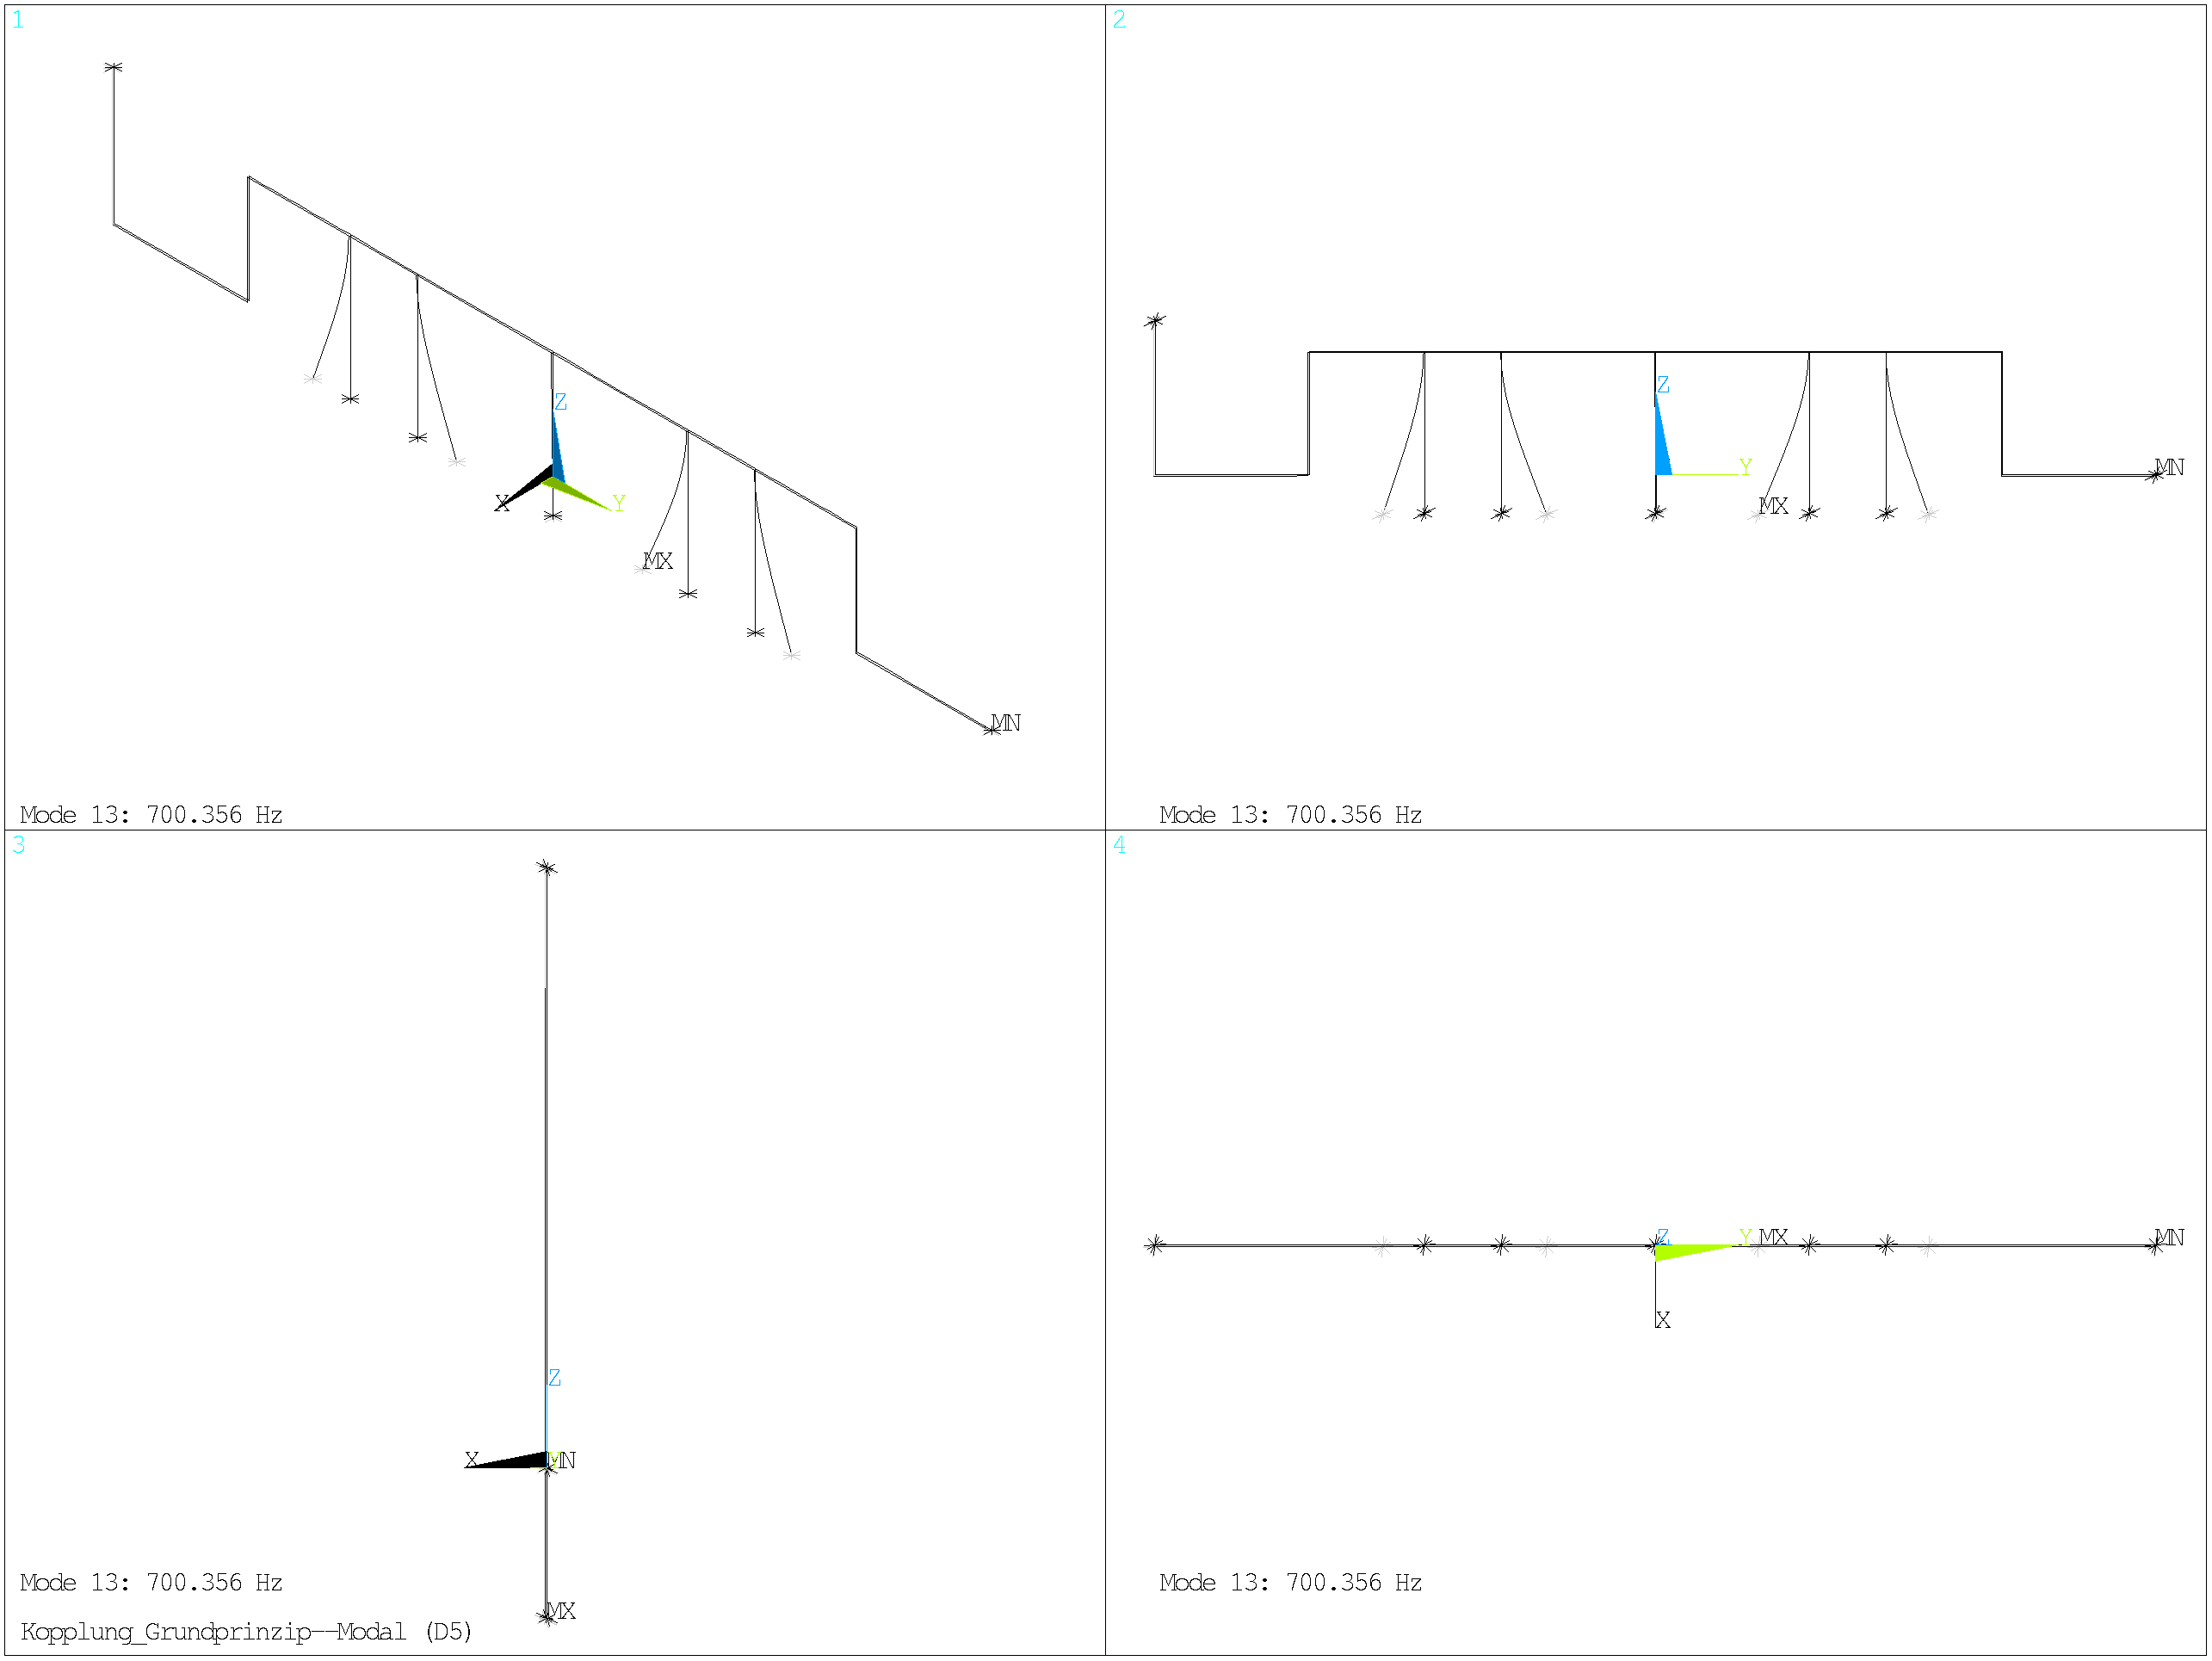 1
Z
X
Y
MX
MN
Mode 13: 700.356 Hz
2
Z
Y
MN
MX
Mode 13: 700.356 Hz
3
Z
X
Y
MN
MX
Mode 13: 700.356 Hz
Kopplung_Grundprinzip--Modal (D5)
4
Z
Y
MX
MN
X
Mode 13: 700.356 Hz